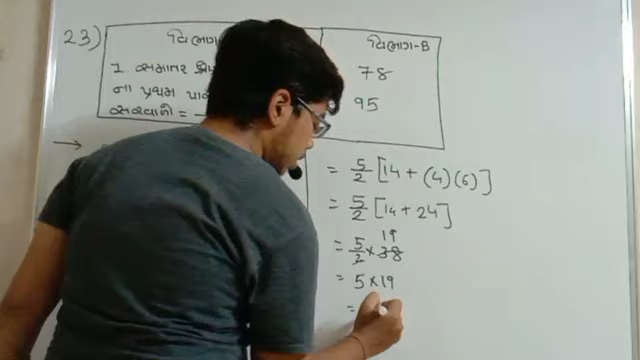 23)
વિભાગ વિભાગ-B
1. સમાંતર 78
ના પ્રથમ 95
સરવાળો = —
→
= 5/2 [14 + (4)(6)]
= 5/2 [14 + 24]
19
= 5/2 × 38
= 5 × 19
=